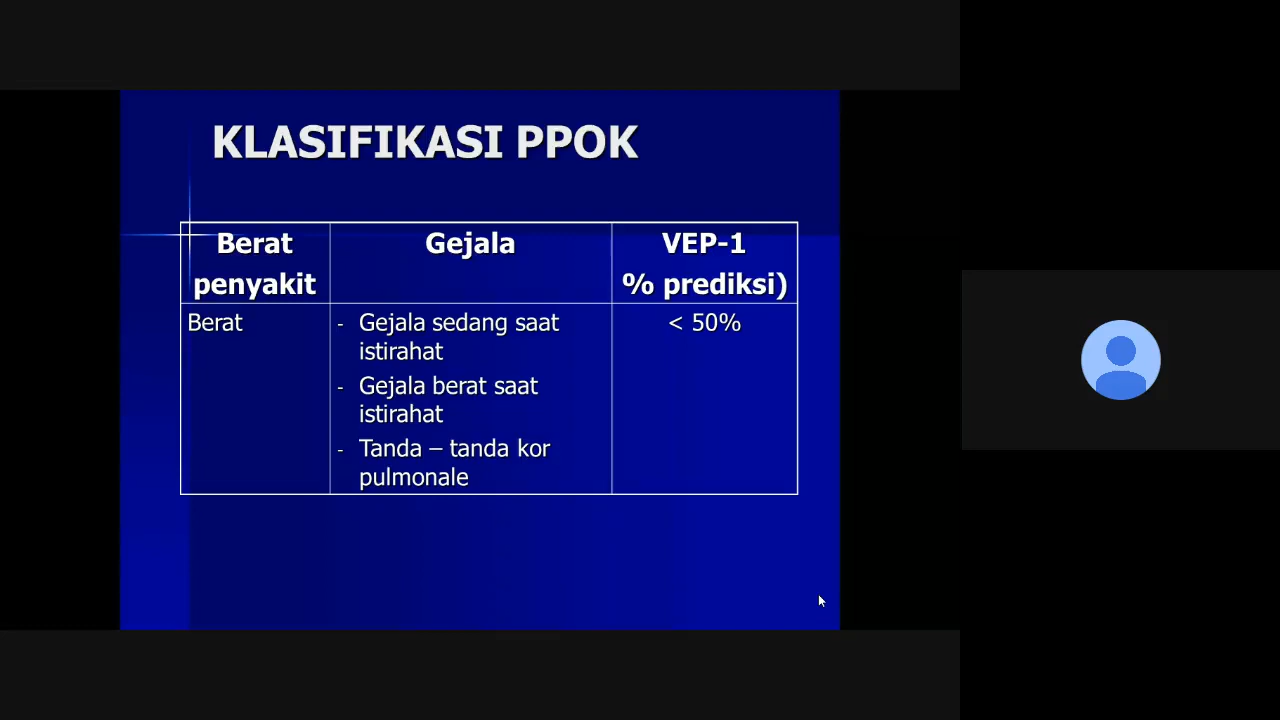 KLASIFIKASI PPOK
Berat
penyakit
Gejala
VEP-1
% prediksi)
Berat
- Gejala sedang saat
istirahat
- Gejala berat saat
istirahat
- Tanda – tanda kor
pulmonale
< 50%